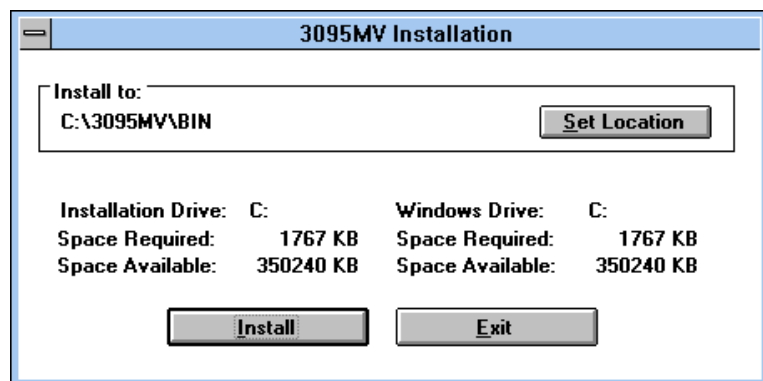 3095MV Installation
Install to:
C:\3095MV\BIN
Set Location
Installation Drive: C: Windows Drive: C:
Space Required: 1767 KB Space Required: 1767 KB
Space Available: 350240 KB Space Available: 350240 KB
Install Exit